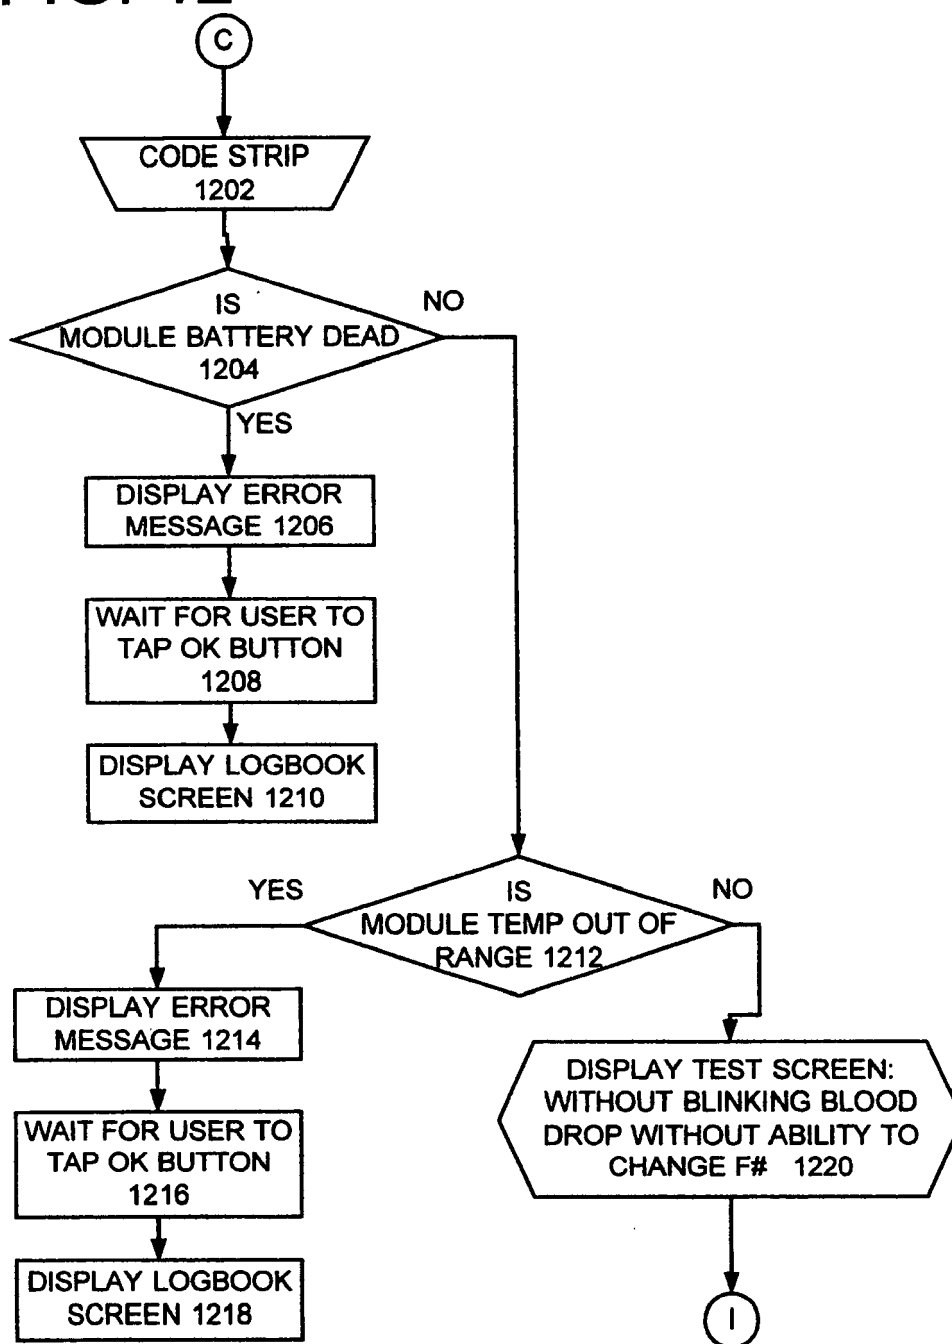 C
CODE STRIP
1202
IS
MODULE BATTERY DEAD
1204
NO
YES
DISPLAY ERROR
MESSAGE 1206
WAIT FOR USER TO
TAP OK BUTTON
1208
DISPLAY LOGBOOK
SCREEN 1210
YES
IS
MODULE TEMP OUT OF
RANGE 1212
NO
DISPLAY ERROR
MESSAGE 1214
WAIT FOR USER TO
TAP OK BUTTON
1216
DISPLAY LOGBOOK
SCREEN 1218
DISPLAY TEST SCREEN:
WITHOUT BLINKING BLOOD
DROP WITHOUT ABILITY TO
CHANGE F# 1220
I